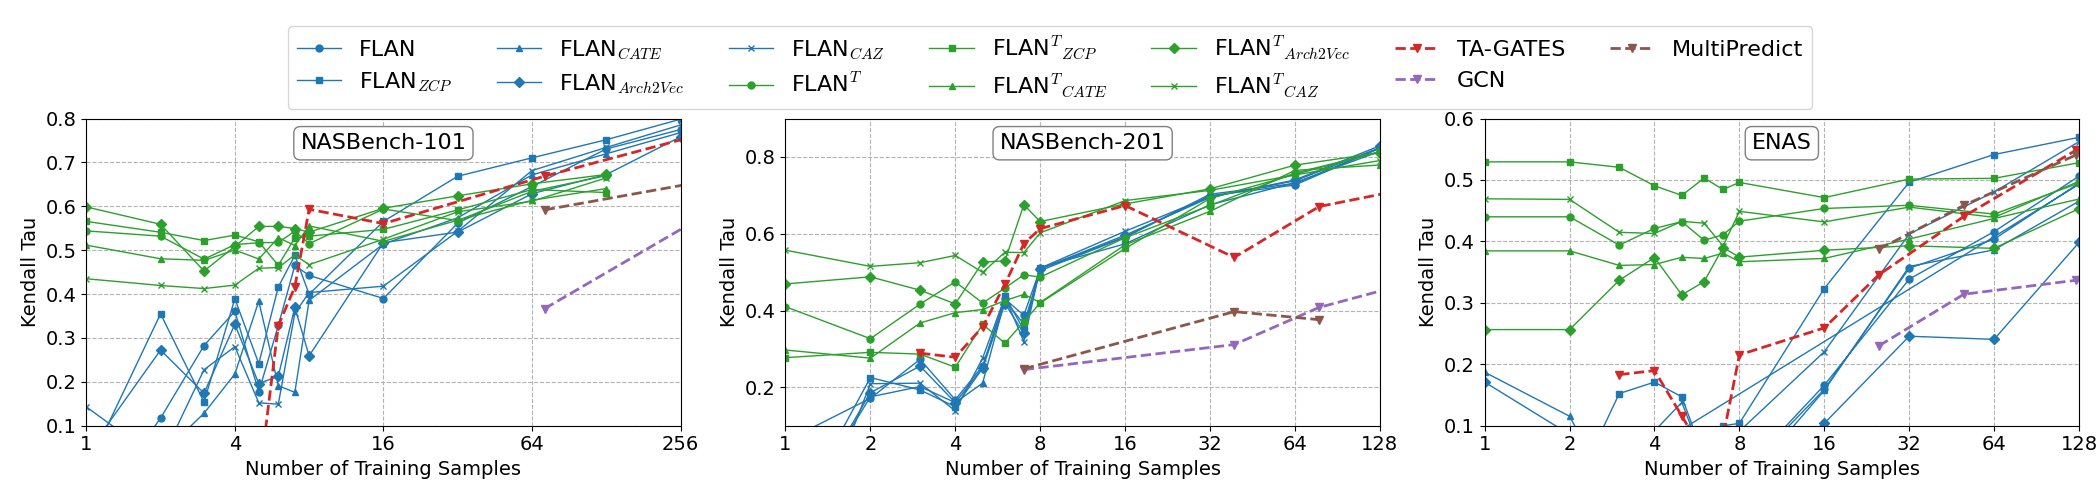 FLAN FLAN_CATE FLAN_CAZ FLAN^T_ZCP FLAN^T_Arch2Vec TA-GATES MultiPredict
FLAN_ZCP FLAN_Arch2Vec FLAN^T FLAN^T_CATE FLAN^T_CAZ GCN
NASBench-101
Kendall Tau
0.8
0.7
0.6
0.5
0.4
0.3
0.2
0.1
1 4 16 64 256
Number of Training Samples
NASBench-201
Kendall Tau
0.8
0.6
0.4
0.2
1 2 4 8 16 32 64 128
Number of Training Samples
ENAS
Kendall Tau
0.6
0.5
0.4
0.3
0.2
0.1
1 2 4 8 16 32 64 128
Number of Training Samples